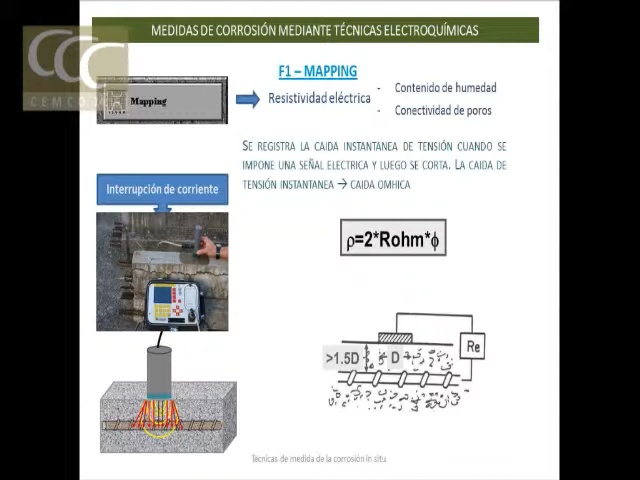 MEDIDAS DE CORROSIÓN MEDIANTE TÉCNICAS ELECTROQUÍMICAS
CCC
CEMCO
F1 – MAPPING
Mapping
Resistividad eléctrica
- Contenido de humedad
- Conectividad de poros
SE REGISTRA LA CAIDA INSTANTANEA DE TENSIÓN CUANDO SE
IMPONE UNA SEÑAL ELECTRICA Y LUEGO SE CORTA. LA CAIDA DE
TENSIÓN INSTANTANEA → CAIDA OMHICA
Interrupción de corriente
ρ=2*Rohm*ϕ
Re
>1.5D
D
Técnicas de medida de la corrosión in situ